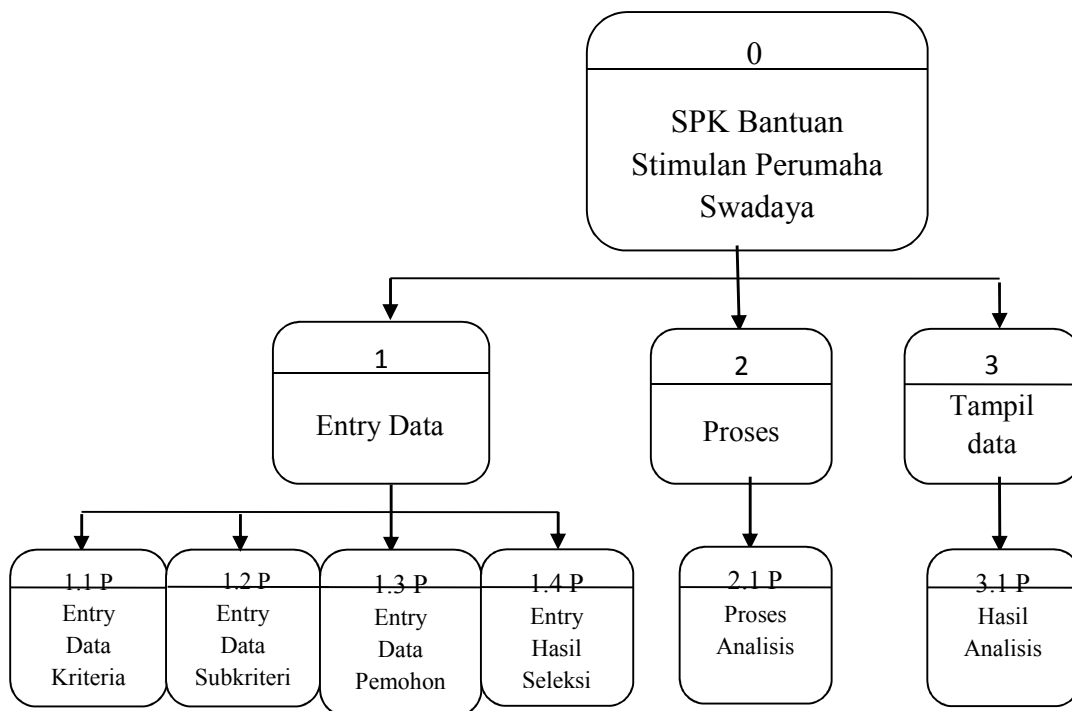 0
SPK Bantuan
Stimulan Perumaha
Swadaya
1
Entry Data
2
Proses
3
Tampil
data
1.1 P
Entry
Data
Kriteria
1.2 P
Entry
Data
Subkriteri
1.3 P
Entry
Data
Pemohon
1.4 P
Entry
Hasil
Seleksi
2.1 P
Proses
Analisis
3.1 P
Hasil
Analisis